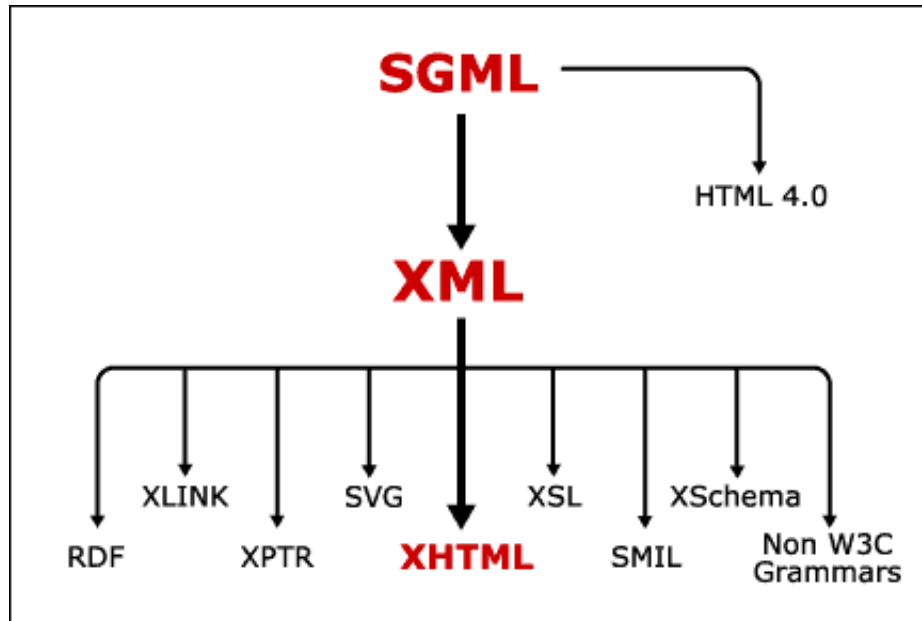 SGML
HTML 4.0
XML
XLINK
SVG
XSL
XSchema
RDF
XPTR
XHTML
SMIL
Non W3C
Grammars